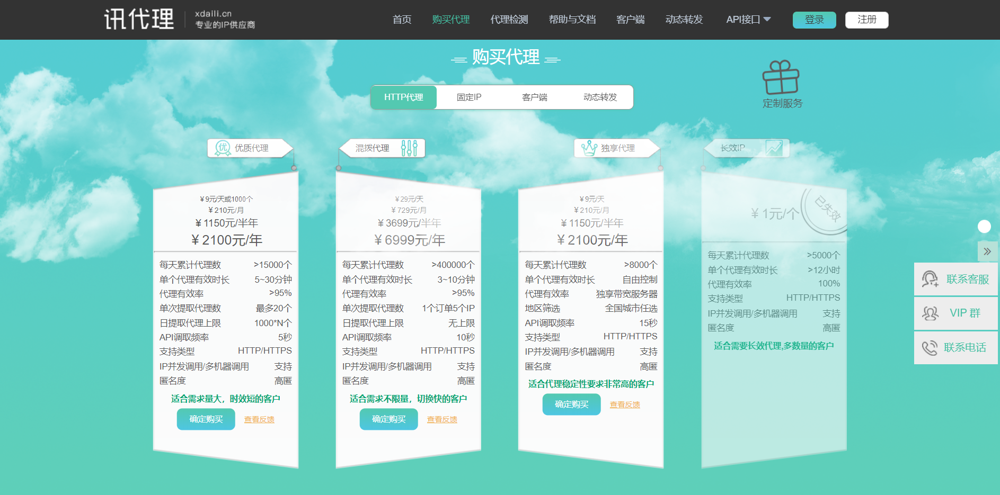 讯代理
xdaili.cn
专业的IP供应商
首页 购买代理 代理检测 帮助与文档 客户端 动态转发 API接口 登录 注册
购买代理
定制服务
HTTP代理 固定IP 客户端 动态转发
优质代理
¥ 9元/天或1000个
¥ 210元/月
¥ 1150元/半年
¥ 2100元/年
每天累计代理数 >15000个
单个代理有效时长 5~30分钟
代理有效率 >95%
单次提取代理数 最多20个
日提取代理上限 1000*N个
API调取频率 5秒
支持类型 HTTP/HTTPS
IP并发调用/多机器调用 支持
匿名度 高匿
适合需求量大，时效短的客户
确定购买 查看反馈
混拨代理
¥ 29元/天
¥ 729元/月
¥ 3699元/半年
¥ 6999元/年
每天累计代理数 >400000个
单个代理有效时长 3~10分钟
代理有效率 >95%
单次提取代理数 1个订单5个IP
日提取代理上限 无上限
API调取频率 10秒
支持类型 HTTP/HTTPS
IP并发调用/多机器调用 支持
匿名度 高匿
适合需求不限量，切换快的客户
确定购买 查看反馈
独享代理
¥ 9元/天
¥ 210元/月
¥ 1150元/半年
¥ 2100元/年
每天累计代理数 >8000个
单个代理有效时长 自由控制
代理有效率 独享带宽服务器
地区筛选 全国城市任选
API调取频率 15秒
支持类型 HTTP/HTTPS
IP并发调用/多机器调用 支持
匿名度 高匿
适合代理稳定性要求非常高的客户
确定购买 查看反馈
长效IP
¥ 1元/个
已失效
每天累计代理数 >5000个
单个代理有效时长 >12小时
代理有效率 100%
支持类型 HTTP/HTTPS
IP并发调用/多机器调用 支持
匿名度 高匿
适合需要长效代理,多数量的客户
联系客服
VIP 群
联系电话
优